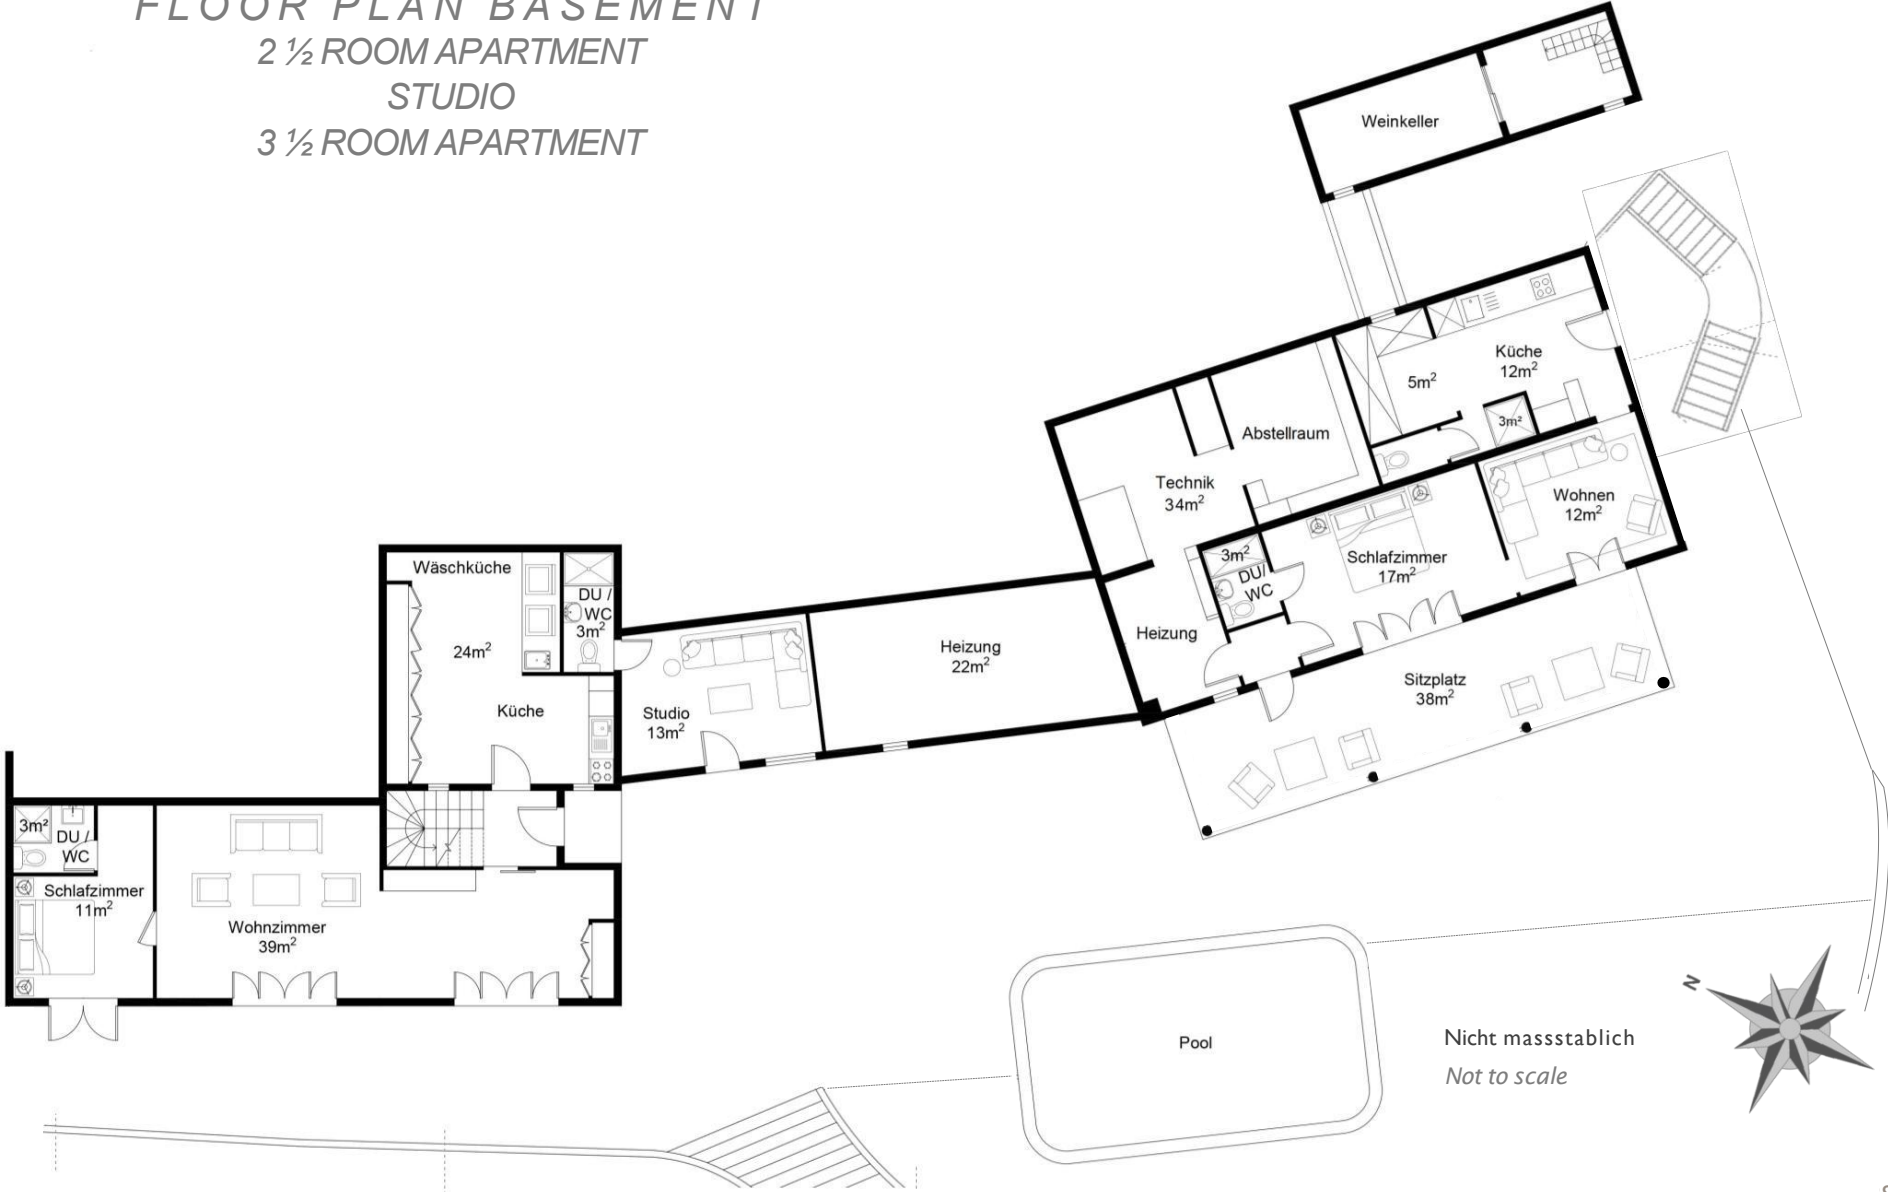 FLOOR PLAN BASEMENT
2 ½ ROOM APARTMENT
STUDIO
3 ½ ROOM APARTMENT
Weinkeller
Küche
12m²
5m²
3m²
Abstellraum
Technik
34m²
Wohnen
12m²
Schlafzimmer
17m²
3m²
DU/
WC
Heizung
Sitzplatz
38m²
Wäschküche
DU /
WC
3m²
24m²
Küche
Studio
13m²
Heizung
22m²
3m²
DU /
WC
Schlafzimmer
11m²
Wohnzimmer
39m²
Pool
N
Nicht massstablich
Not to scale